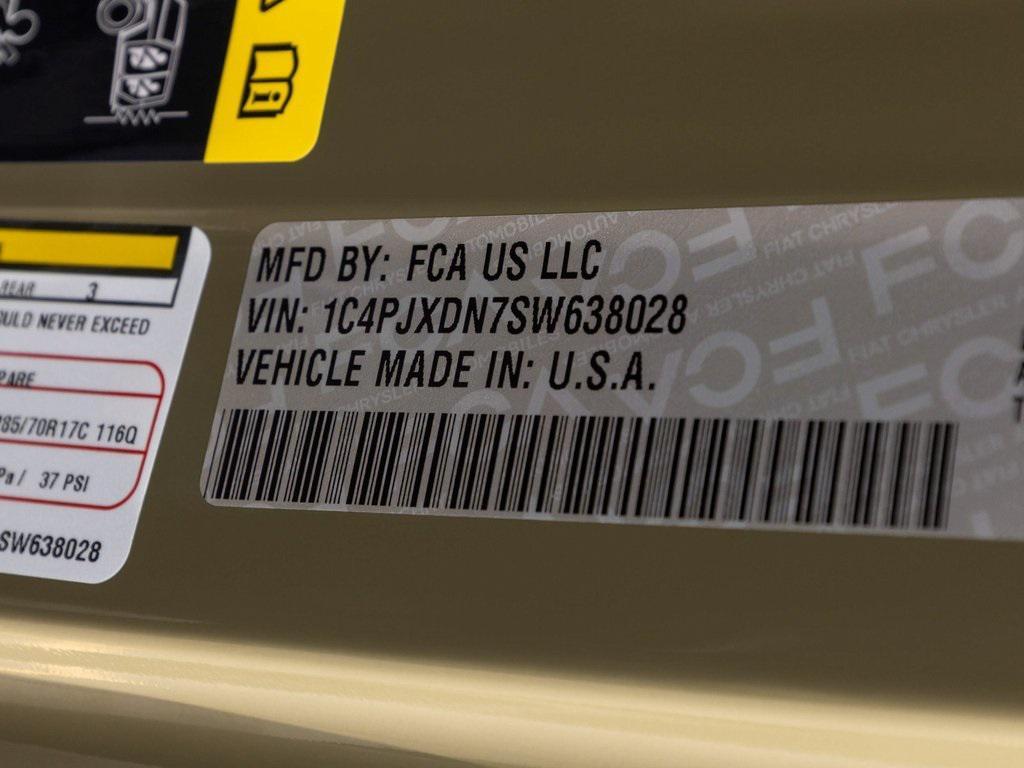 REAR 3
ULD NEVER EXCEED
PARE
285/70R17C 116Q
Pa / 37 PSI
SW638028
MFD BY: FCA US LLC
VIN: 1C4PJXDN7SW638028
VEHICLE MADE IN: U.S.A.